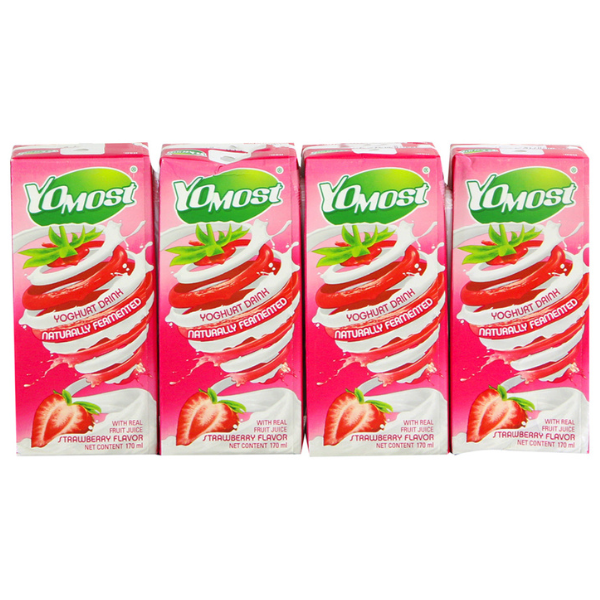 YOMOST
YOGHURT DRINK
NATURALLY FERMENTED
WITH REAL
FRUIT JUICE
STRAWBERRY FLAVOR
NET CONTENT 170 ml
YOMOST
YOGHURT DRINK
NATURALLY FERMENTED
WITH REAL
FRUIT JUICE
STRAWBERRY FLAVOR
NET CONTENT 170 ml
YOMOST
YOGHURT DRINK
NATURALLY FERMENTED
WITH REAL
FRUIT JUICE
STRAWBERRY FLAVOR
NET CONTENT 170 ml
YOMOST
YOGHURT DRINK
NATURALLY FERMENTED
WITH REAL
FRUIT JUICE
STRAWBERRY FLAVOR
NET CONTENT 170 ml